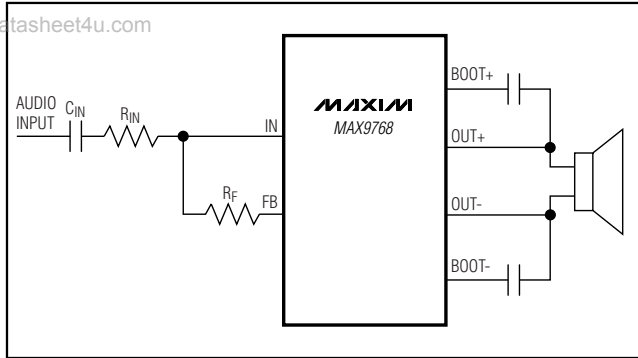 atasheet4u.com
AUDIO
INPUT
CIN
RIN
IN
RF
FB
MAXIM
MAX9768
BOOT+
OUT+
OUT-
BOOT-